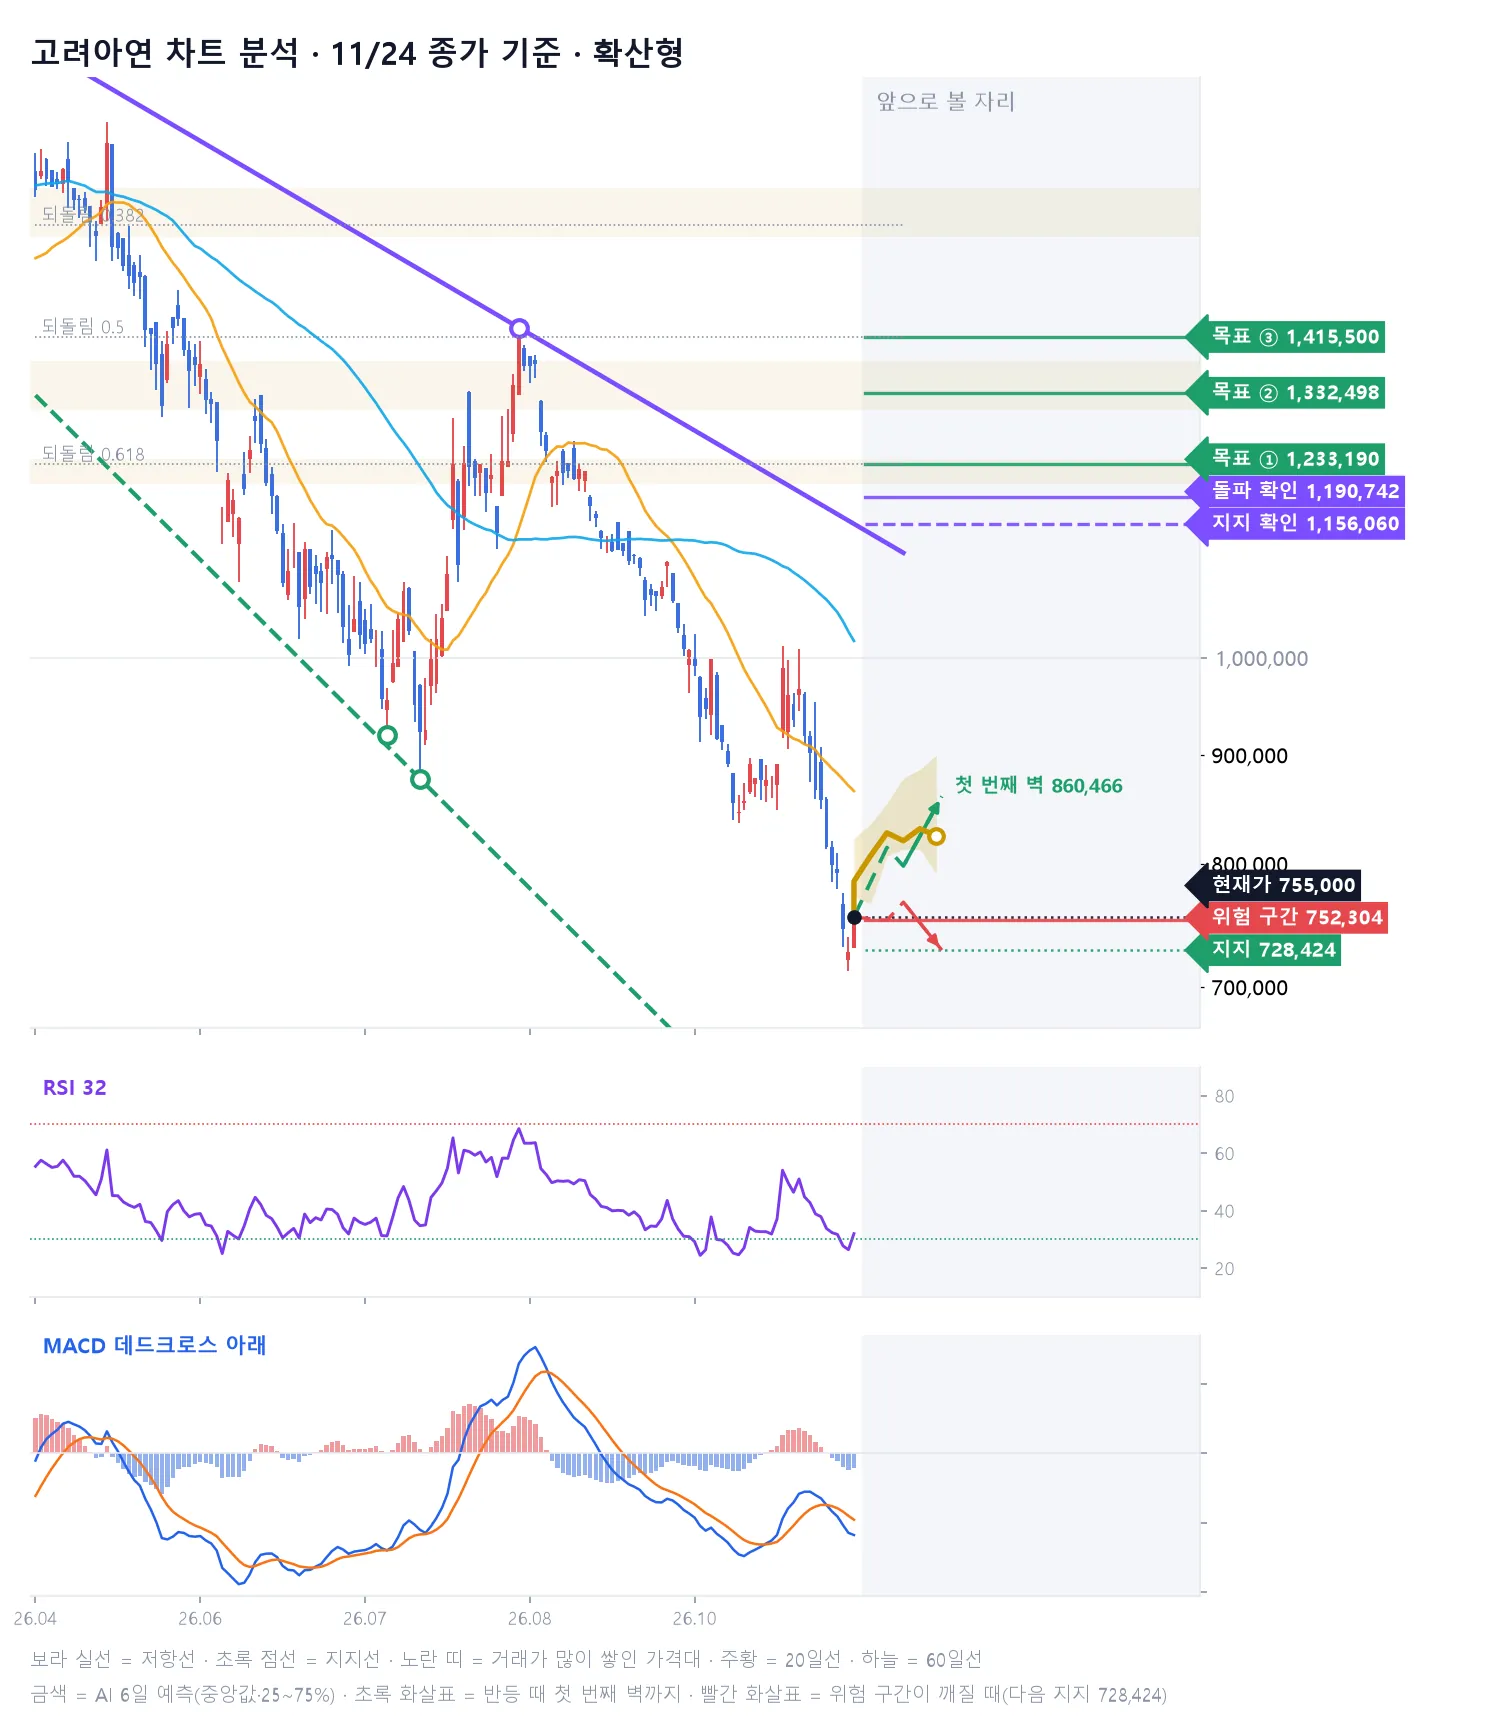 고려아연 차트 분석 · 11/24 종가 기준 · 확산형
앞으로 볼 자리
되돌림 0.382
되돌림 0.5
되돌림 0.618
목표 ③ 1,415,500
목표 ② 1,332,498
목표 ① 1,233,190
돌파 확인 1,190,742
지지 확인 1,156,060
1,000,000
900,000
첫 번째 벽 860,466
800,000
현재가 755,000
위험 구간 752,304
지지 728,424
700,000
RSI 32
80
60
40
20
MACD 데드크로스 아래
26.04 26.06 26.07 26.08 26.10
보라 실선 = 저항선 · 초록 점선 = 지지선 · 노란 띠 = 거래가 많이 쌓인 가격대 · 주황 = 20일선 · 하늘 = 60일선
금색 = AI 6일 예측(중앙값·25~75%) · 초록 화살표 = 반등 때 첫 번째 벽까지 · 빨간 화살표 = 위험 구간이 깨질 때(다음 지지 728,424)